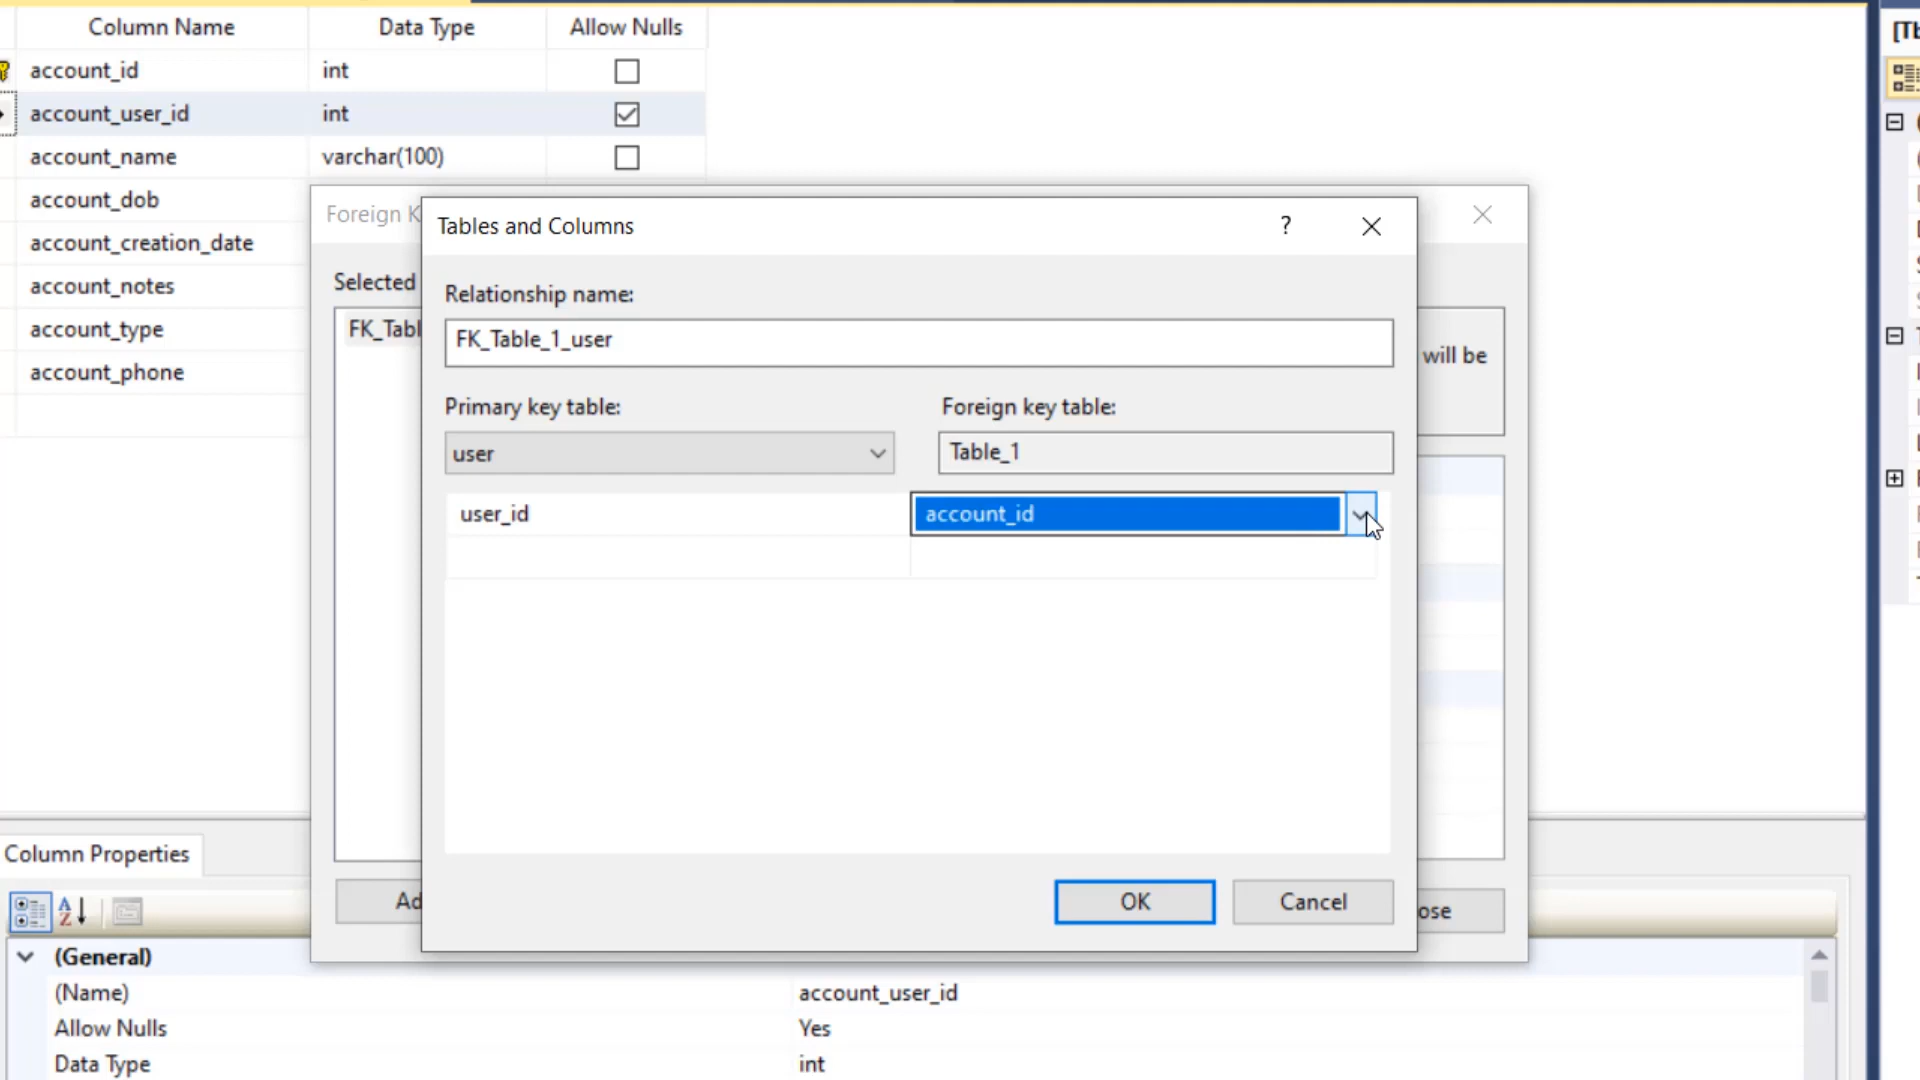 Column Name Data Type Allow Nulls
account_id int
account_user_id int
account_name varchar(100)
account_dob
account_creation_date
account_notes
account_type
account_phone
Foreign K
Selected
FK_Tabl
will be
Ad
ose
Tables and Columns ?
Relationship name:
FK_Table_1_user
Primary key table: Foreign key table:
user Table_1
user_id account_id
OK Cancel
Column Properties
(General)
(Name) account_user_id
Allow Nulls Yes
Data Type int